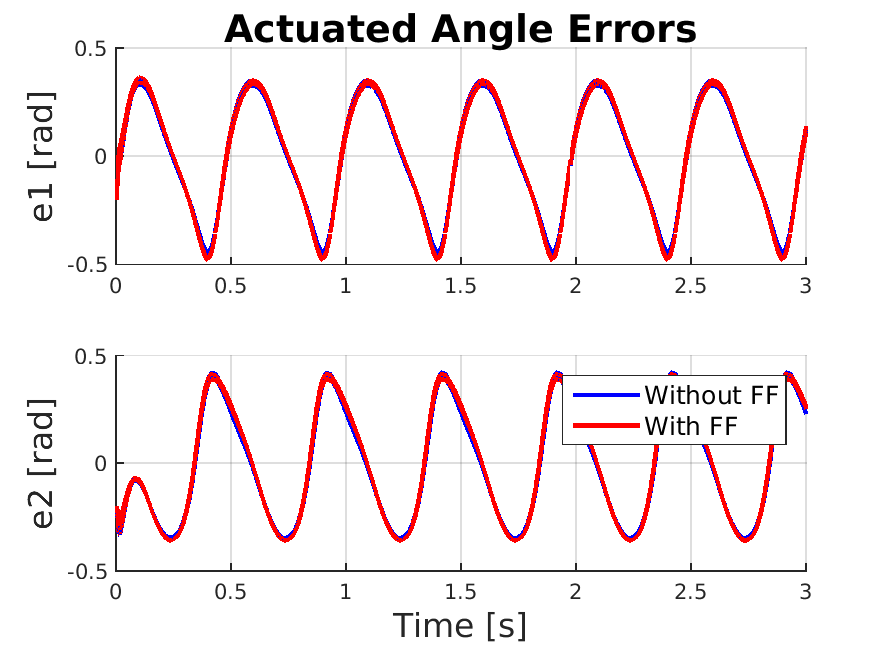 Actuated Angle Errors
0.5
0
-0.5
e1 [rad]
0 0.5 1 1.5 2 2.5 3
0.5
0
-0.5
e2 [rad]
Without FF
With FF
0 0.5 1 1.5 2 2.5 3
Time [s]